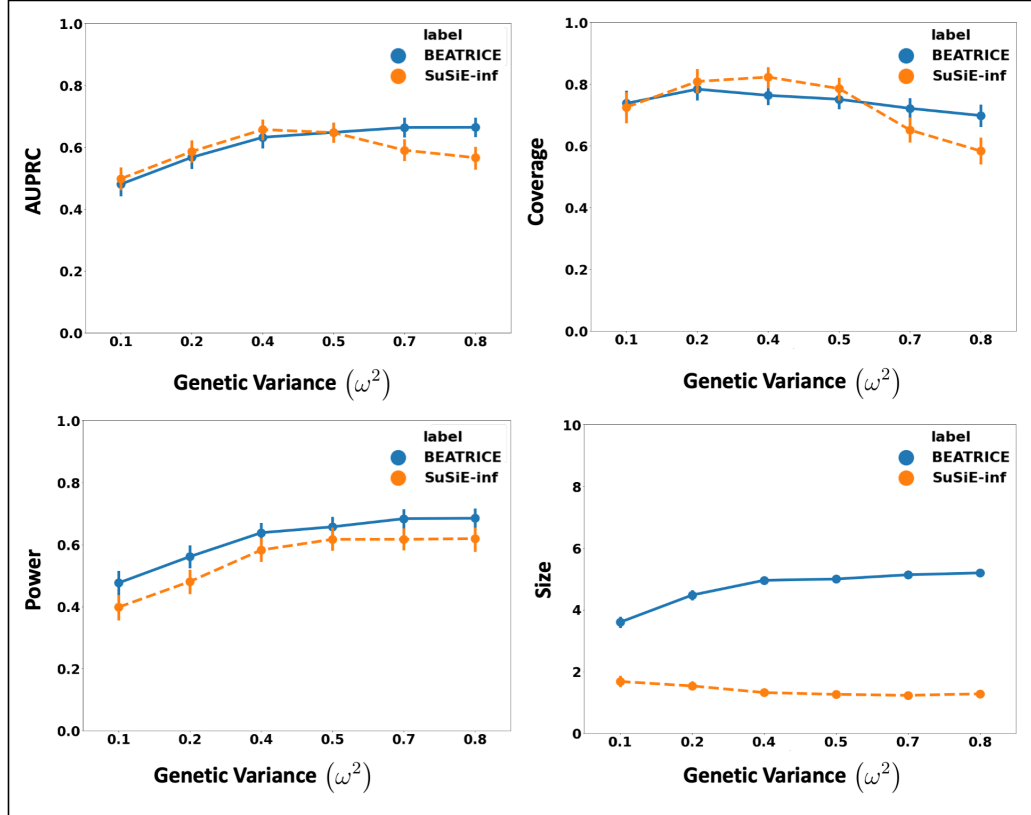 1.0
0.8
0.6
0.4
0.2
0.0
AUPRC
label
BEATRICE
SuSiE-inf
0.1 0.2 0.4 0.5 0.7 0.8
Genetic Variance (ω²)
1.0
0.8
0.6
0.4
0.2
0.0
Coverage
label
BEATRICE
SuSiE-inf
0.1 0.2 0.4 0.5 0.7 0.8
Genetic Variance (ω²)
1.0
0.8
0.6
0.4
0.2
0.0
Power
label
BEATRICE
SuSiE-inf
0.1 0.2 0.4 0.5 0.7 0.8
Genetic Variance (ω²)
10
8
6
4
2
0
Size
label
BEATRICE
SuSiE-inf
0.1 0.2 0.4 0.5 0.7 0.8
Genetic Variance (ω²)